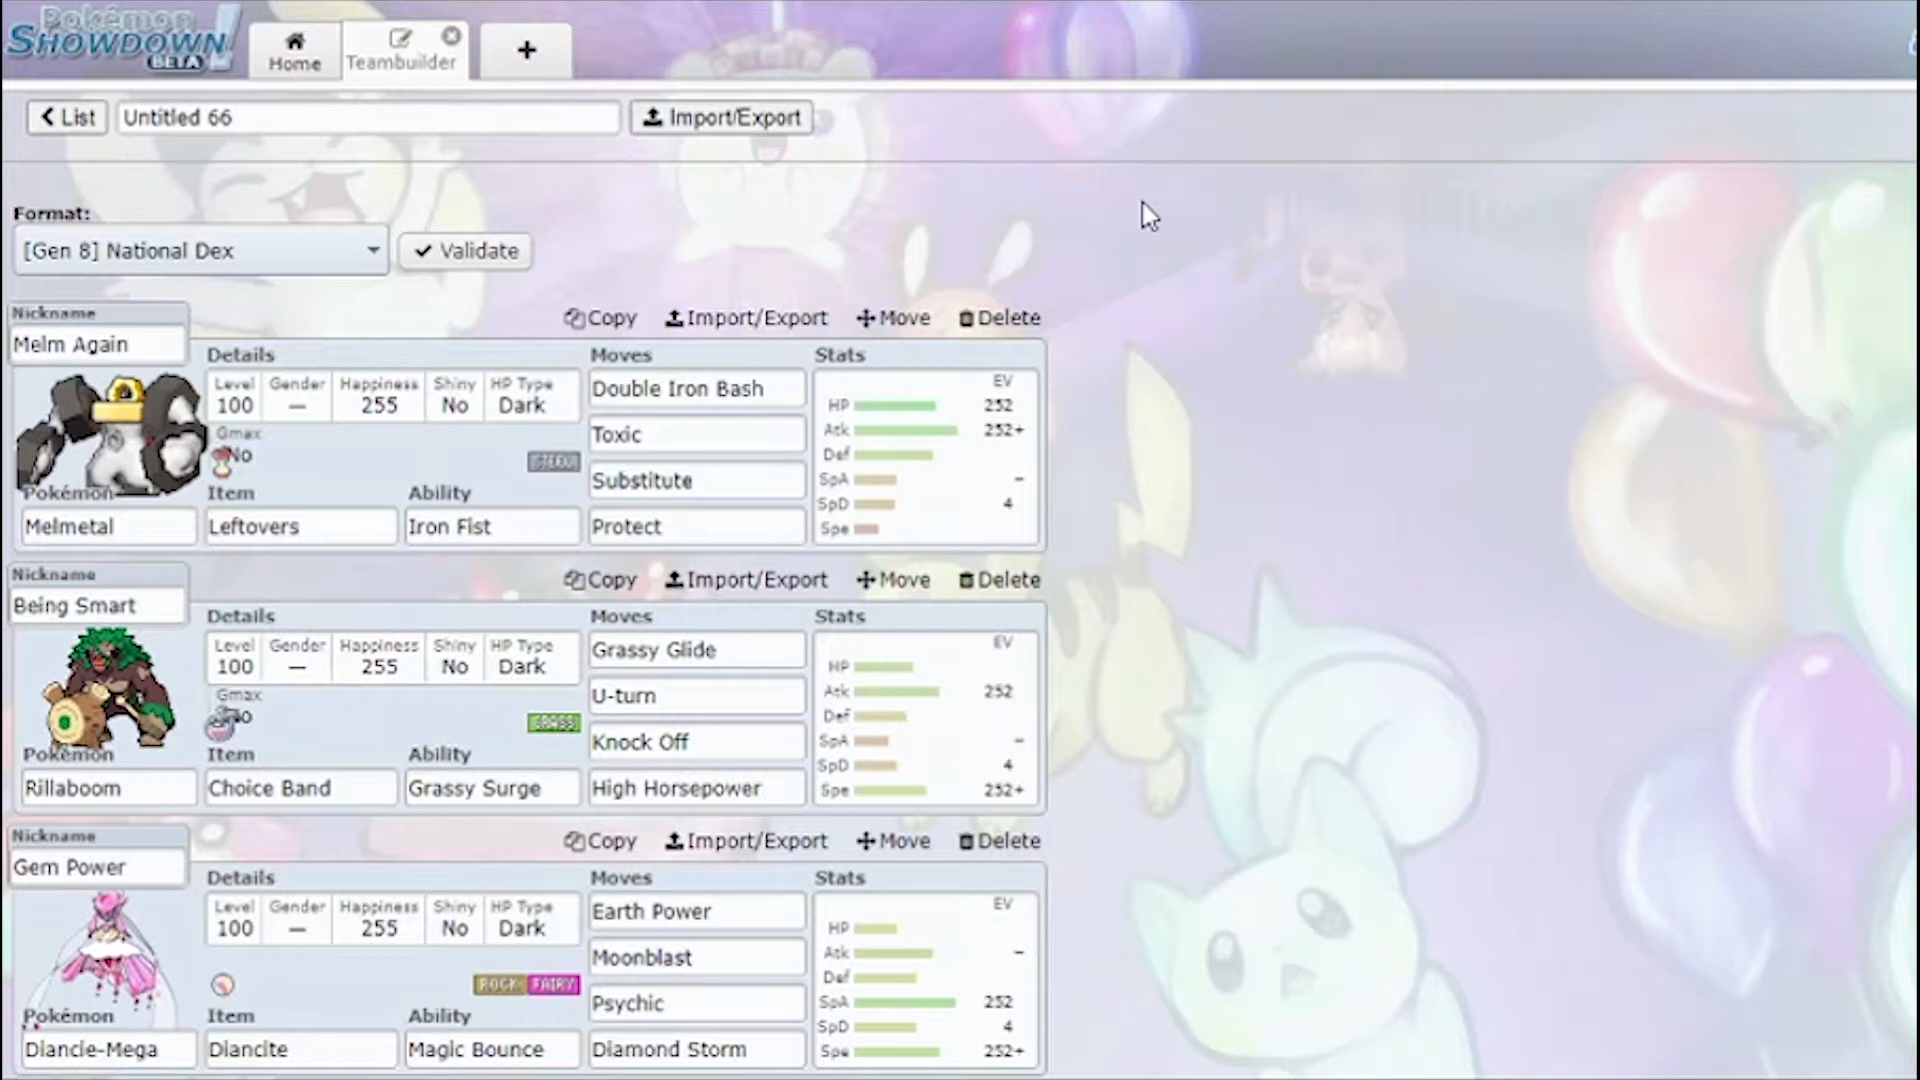 Pokémon
SHOWDOWN!
BETA
Home
Teambuilder
+
List
Untitled 66
Import/Export
Format:
[Gen 8] National Dex
Validate
Nickname
Melm Again
Copy Import/Export Move Delete
Details
Level Gender Happiness Shiny HP Type
100 — 255 No Dark
Gmax
No
STEEL
Pokémon Item Ability
Melmetal Leftovers Iron Fist
Moves
Double Iron Bash
Toxic
Substitute
Protect
Stats
EV
HP 252
Atk 252+
Def
SpA –
SpD 4
Spe
Nickname
Being Smart
Copy Import/Export Move Delete
Details
Level Gender Happiness Shiny HP Type
100 — 255 No Dark
Gmax
No
GRASS
Pokémon Item Ability
Rillaboom Choice Band Grassy Surge
Moves
Grassy Glide
U-turn
Knock Off
High Horsepower
Stats
EV
HP
Atk 252
Def
SpA –
SpD 4
Spe 252+
Nickname
Gem Power
Copy Import/Export Move Delete
Details
Level Gender Happiness Shiny HP Type
100 — 255 No Dark
ROCK FAIRY
Pokémon Item Ability
Diancie-Mega Diancite Magic Bounce
Moves
Earth Power
Moonblast
Psychic
Diamond Storm
Stats
EV
HP
Atk –
Def
SpA 252
SpD 4
Spe 252+